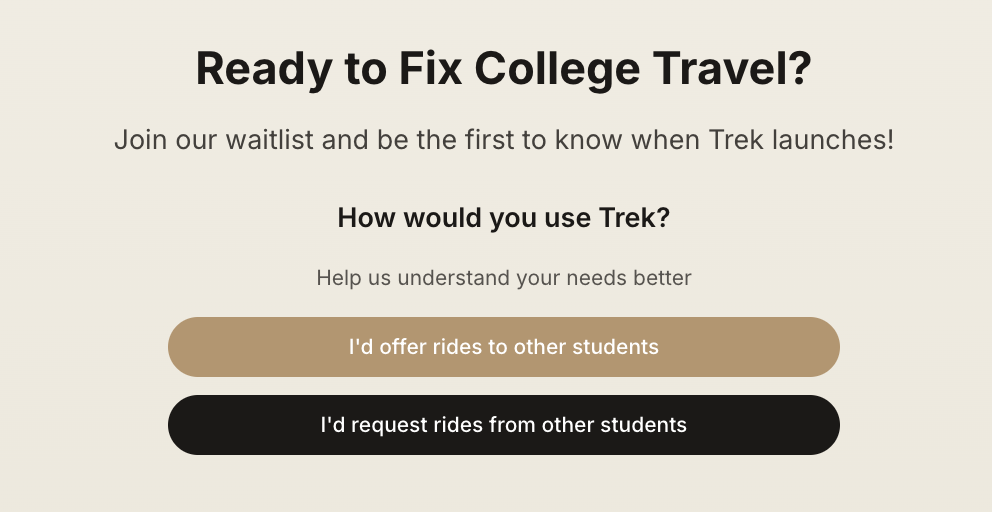 Ready to Fix College Travel?
Join our waitlist and be the first to know when Trek launches!
How would you use Trek?
Help us understand your needs better
I'd offer rides to other students
I'd request rides from other students